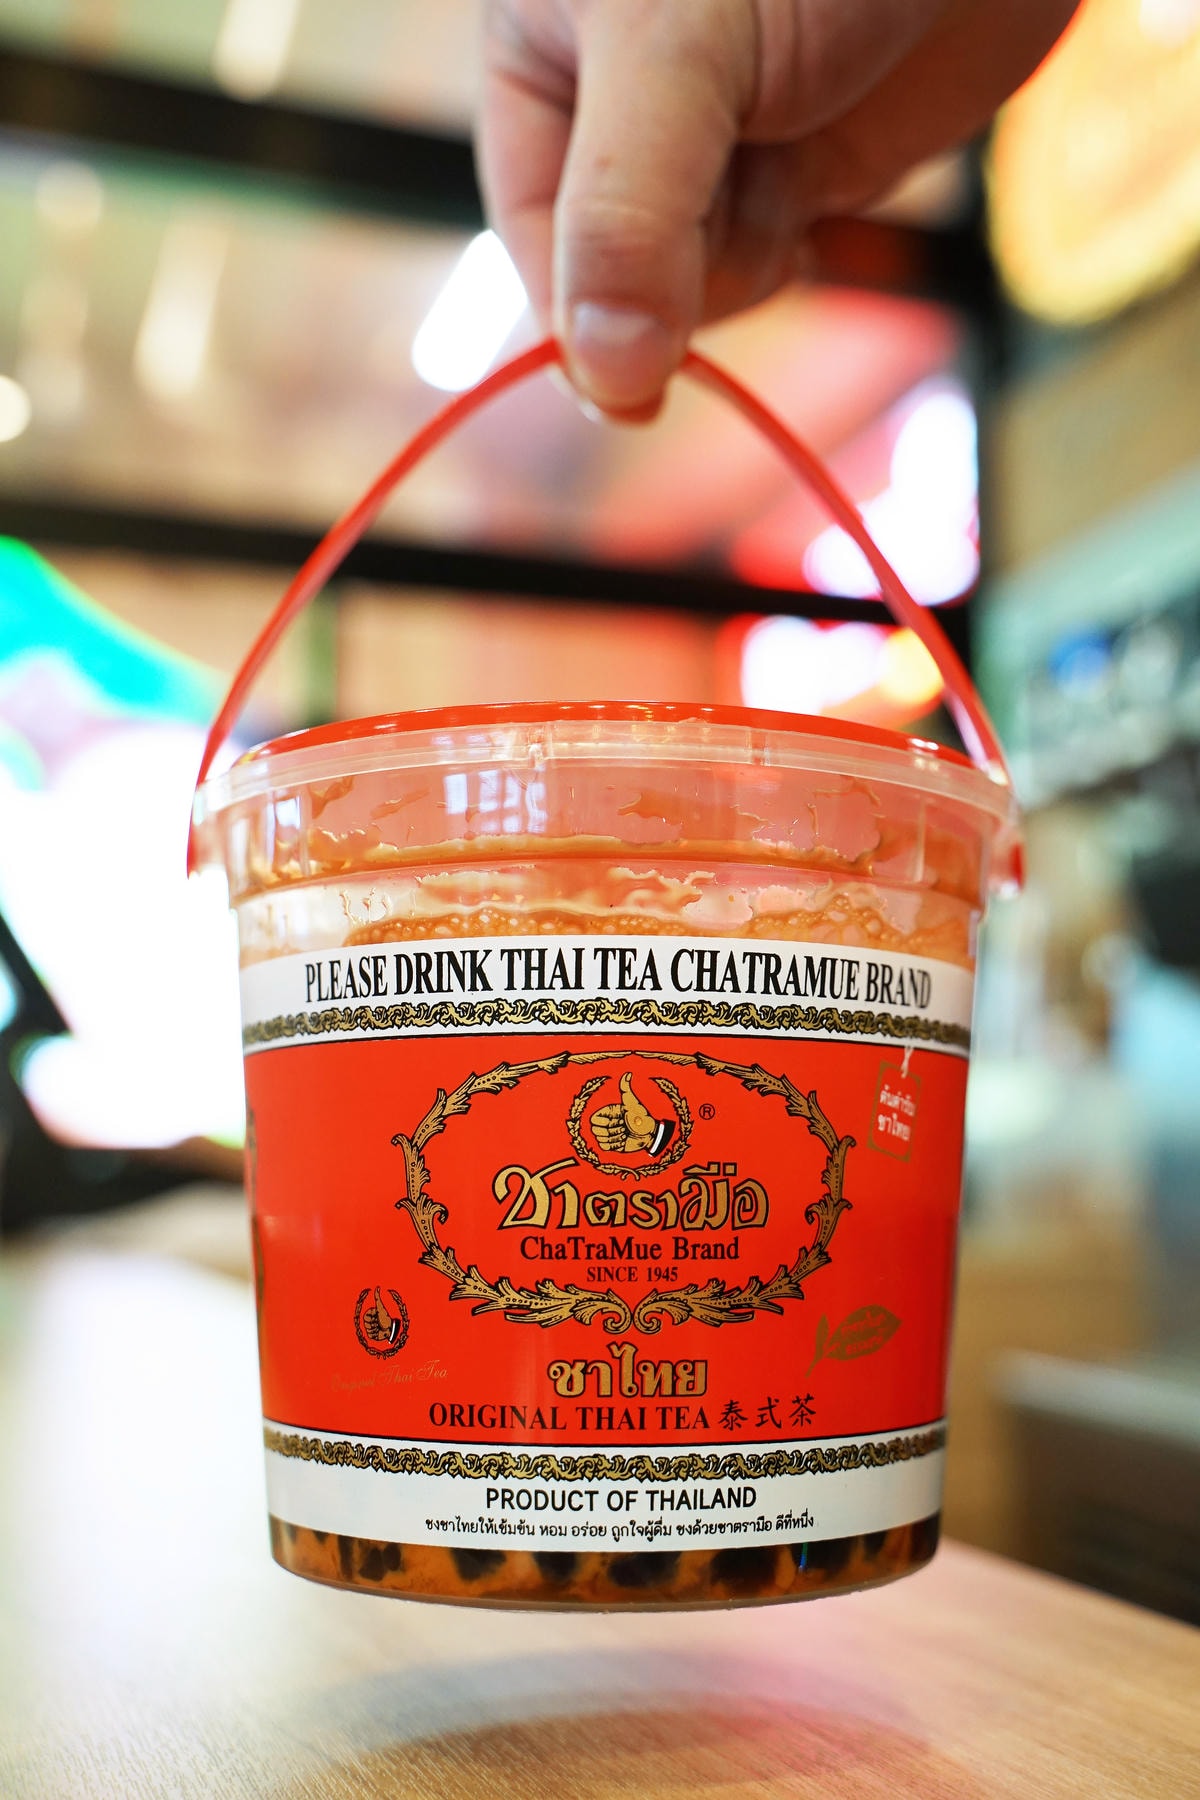 PLEASE DRINK THAI TEA CHATRAMUE BRAND
®
ต้นตำรับ
ชาไทย
ชาตรามือ
ChaTraMue Brand
SINCE 1945
Thai Tea
ชาไทย
ORIGINAL THAI TEA 泰式茶
PRODUCT OF THAILAND
ชงชาไทยให้เข้มข้น หอม อร่อย ถูกใจผู้ดื่ม ชงด้วยชาตรามือ ดีที่หนึ่ง